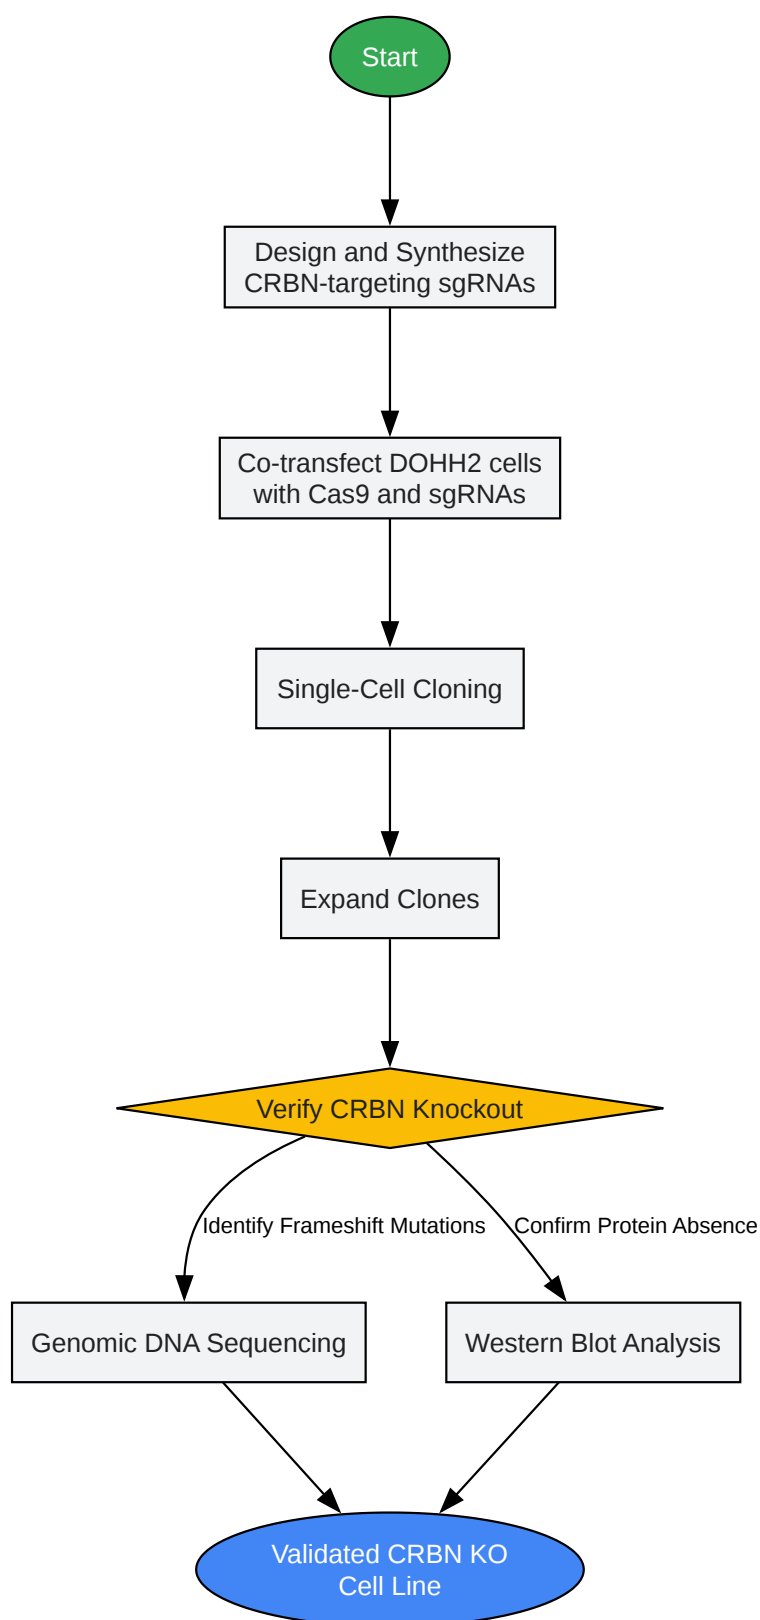 Start
Design and Synthesize
CRBN-targeting sgRNAs
Co-transfect DOHH2 cells
with Cas9 and sgRNAs
Single-Cell Cloning
Expand Clones
Verify CRBN Knockout
Identify Frameshift Mutations
Confirm Protein Absence
Genomic DNA Sequencing
Western Blot Analysis
Validated CRBN KO
Cell Line